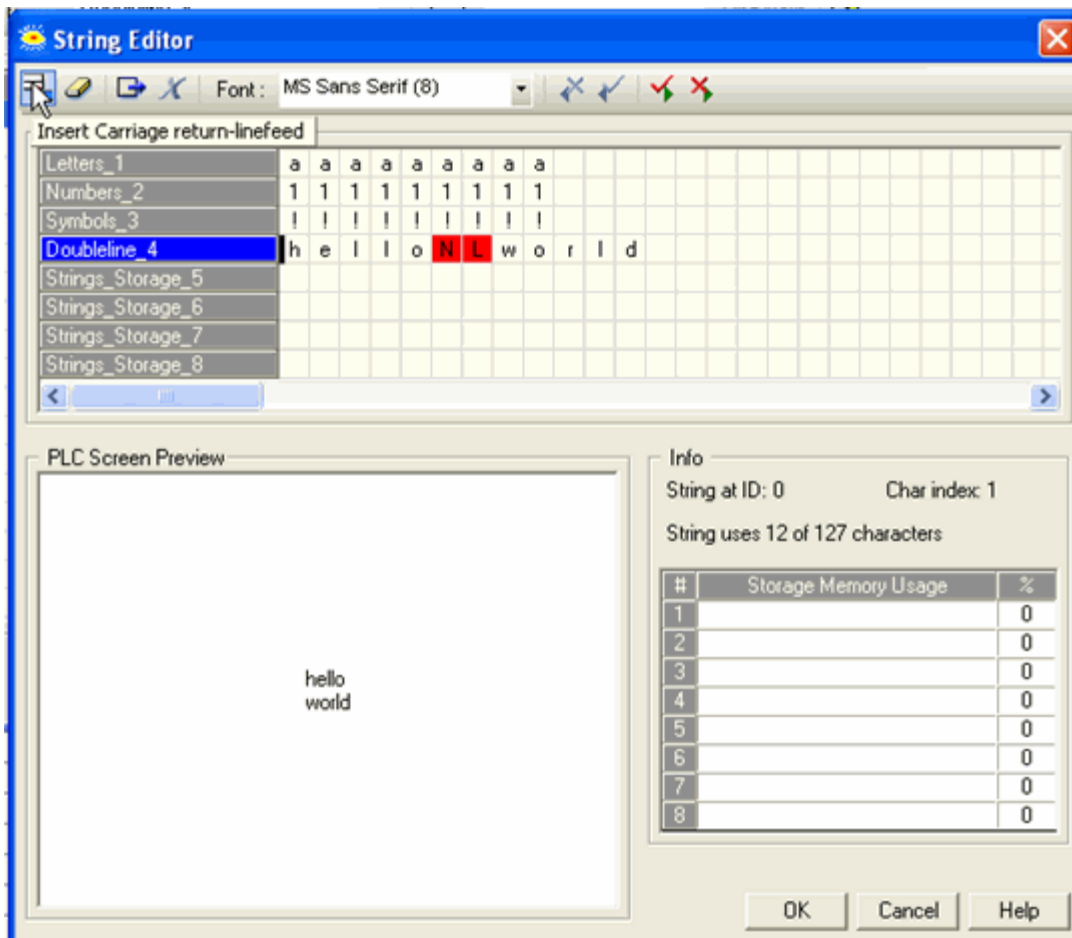 String Editor
Font: MS Sans Serif (8)
Insert Carriage return-linefeed
Letters_1 a a a a a a a a a
Numbers_2 1 1 1 1 1 1 1 1 1
Symbols_3 ! ! ! ! ! ! ! ! !
Doubleline_4 h e l l o N L w o r l d
Strings_Storage_5
Strings_Storage_6
Strings_Storage_7
Strings_Storage_8
PLC Screen Preview
hello
world
Info
String at ID: 0 Char index: 1
String uses 12 of 127 characters
# Storage Memory Usage %
1 0
2 0
3 0
4 0
5 0
6 0
7 0
8 0
OK Cancel Help